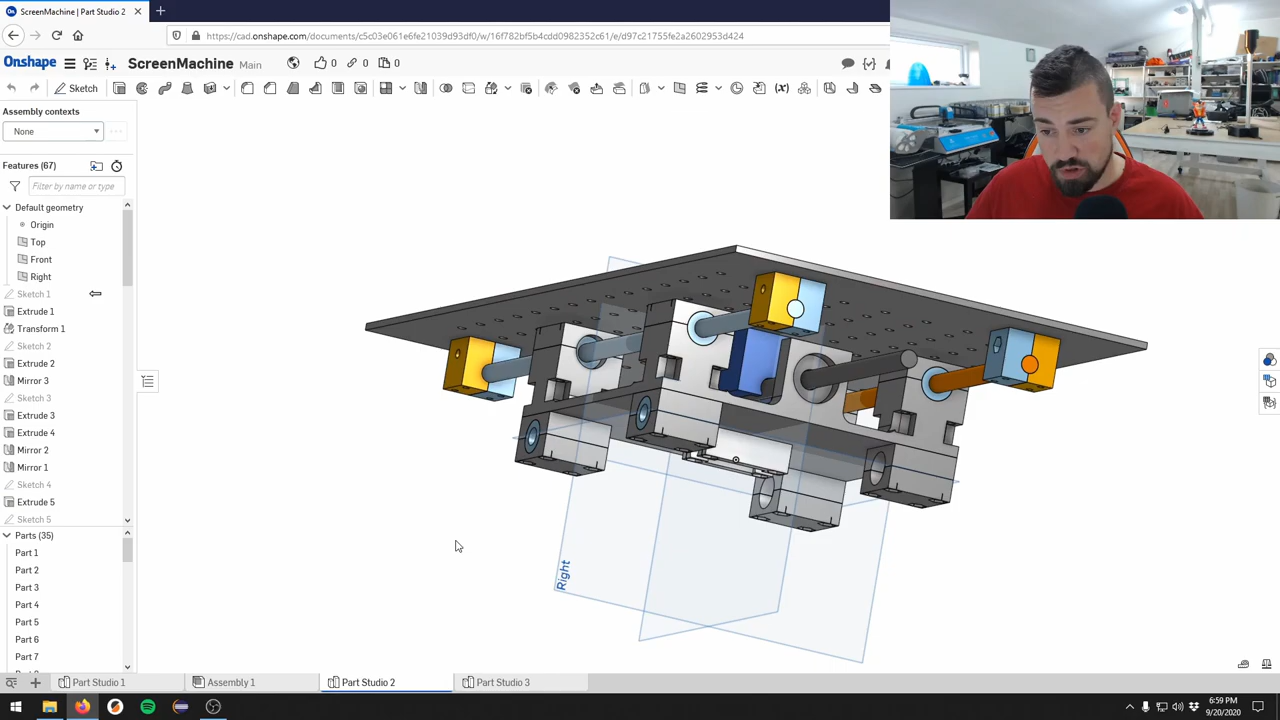 ScreenMachine | Part Studio 2
https://cad.onshape.com/documents/c5c03e061e6fe21039d93df0/w/16f782bf5b4cdd0982352c61/e/d97c21755fe2a2602953d424
Onshape
ScreenMachine Main
0
0
0
Sketch
Assembly contexts
None
Features (67)
Filter by name or type
Default geometry
Origin
Top
Front
Right
Sketch 1
Extrude 1
Transform 1
Sketch 2
Extrude 2
Mirror 3
Sketch 3
Extrude 3
Extrude 4
Mirror 2
Mirror 1
Sketch 4
Extrude 5
Sketch 5
Parts (35)
Part 1
Part 2
Part 3
Part 4
Part 5
Part 6
Part 7
Right
Part Studio 1
Assembly 1
Part Studio 2
Part Studio 3
6:59 PM
9/20/2020